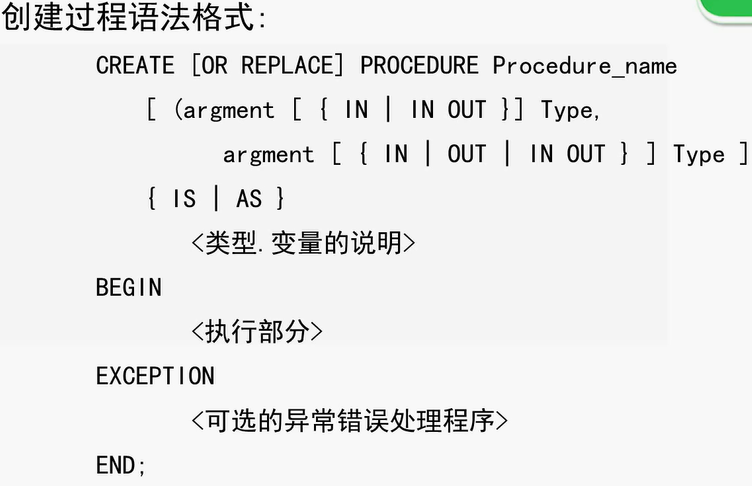 创建过程语法格式:
CREATE [OR REPLACE] PROCEDURE Procedure_name
[ (argment [ { IN | IN OUT }] Type,
argment [ { IN | OUT | IN OUT } ] Type ]
{ IS | AS }
<类型.变量的说明>
BEGIN
<执行部分>
EXCEPTION
<可选的异常错误处理程序>
END;